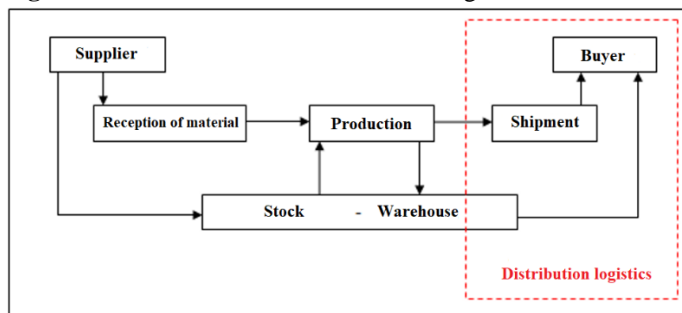 Supplier
Buyer
Reception of material
Production
Shipment
Stock - Warehouse
Distribution logistics